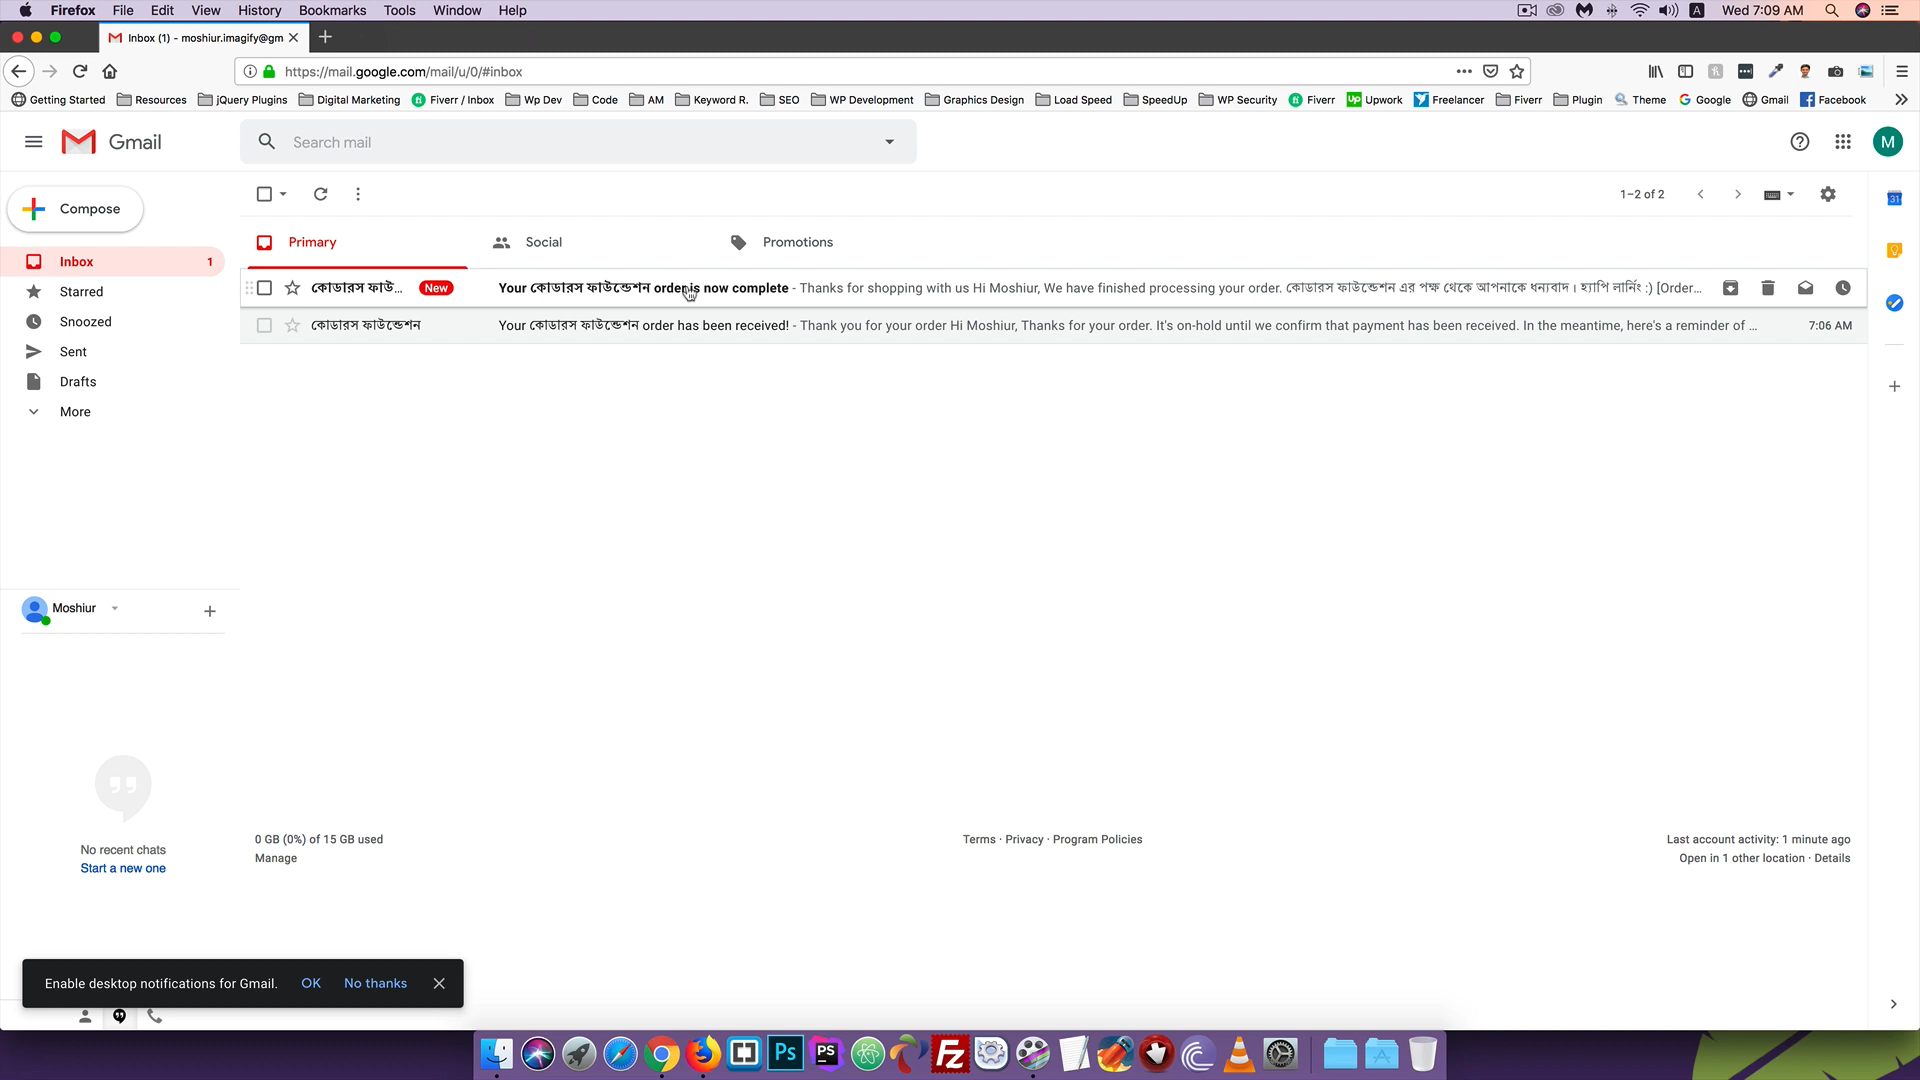 Firefox File Edit View History Bookmarks Tools Window Help
A Wed 7:09 AM
Inbox (1) - moshiur.imagify@gm
https://mail.google.com/mail/u/0/#inbox
Getting Started Resources jQuery Plugins Digital Marketing Fiverr / Inbox Wp Dev Code AM Keyword R. SEO WP Development Graphics Design Load Speed SpeedUp WP Security Fiverr Upwork Freelancer Fiverr Plugin Theme Google Gmail Facebook
Gmail
Search mail
M
Compose
1–2 of 2
Primary
Social
Promotions
Inbox 1
কোডারস ফাউ... New Your কোডারস ফাউন্ডেশন order is now complete - Thanks for shopping with us Hi Moshiur, We have finished processing your order. কোডারস ফাউন্ডেশন এর পক্ষ থেকে আপনাকে ধন্যবাদ । হ্যাপি লার্নিং :) [Order...
Starred
কোডারস ফাউন্ডেশন Your কোডারস ফাউন্ডেশন order has been received! - Thank you for your order Hi Moshiur, Thanks for your order. It's on-hold until we confirm that payment has been received. In the meantime, here's a reminder of ... 7:06 AM
Snoozed
Sent
Drafts
More
31
Moshiur
No recent chats
Start a new one
0 GB (0%) of 15 GB used
Manage
Terms · Privacy · Program Policies
Last account activity: 1 minute ago
Open in 1 other location · Details
Enable desktop notifications for Gmail. OK No thanks
Ps PS Fz